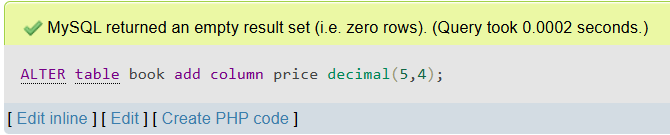 MySQL returned an empty result set (i.e. zero rows). (Query took 0.0002 seconds.)
ALTER table book add column price decimal(5,4);
[ Edit inline ] [ Edit ] [ Create PHP code ]